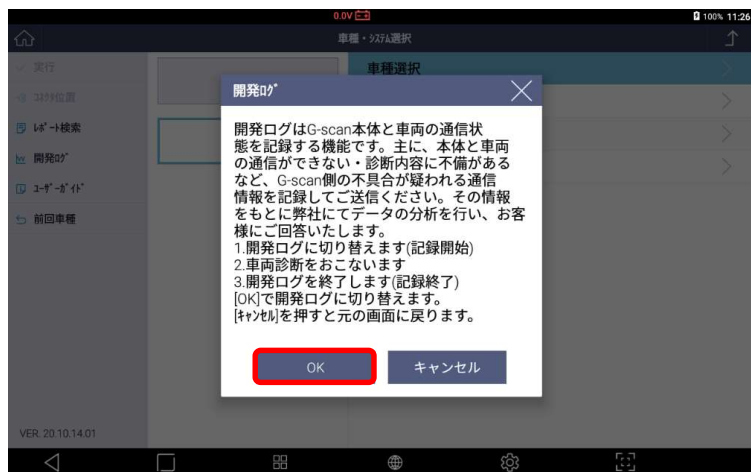 0.0V
100% 11:26
車種・ｼｽﾃﾑ選択
実行
ｺﾈｸﾀ位置
ﾚﾎﾟｰﾄ検索
開発ﾛｸﾞ
ﾕｰｻﾞｰｶﾞｲﾄﾞ
前回車種
VER. 20.10.14.01
車種選択
開発ﾛｸﾞ
開発ログはG-scan本体と車両の通信状
態を記録する機能です。主に、本体と車両
の通信ができない・診断内容に不備がある
など、G-scan側の不具合が疑われる通信
情報を記録してご送信ください。その情報
をもとに弊社にてデータの分析を行い、お客
様にご回答いたします。
1.開発ログに切り替えます(記録開始)
2.車両診断をおこないます
3.開発ログを終了します(記録終了)
[OK]で開発ログに切り替えます。
[ｷｬﾝｾﾙ]を押すと元の画面に戻ります。
OK
キャンセル